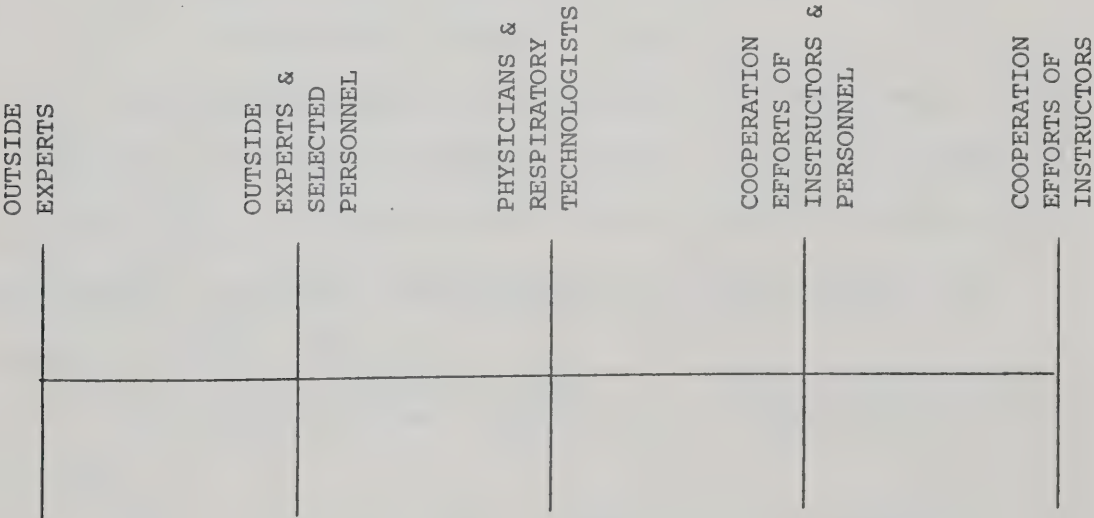 OUTSIDE
EXPERTS
OUTSIDE
EXPERTS &
SELECTED
PERSONNEL
PHYSICIANS &
RESPIRATORY
TECHNOLOGISTS
COOPERATION
EFFORTS OF
INSTRUCTORS &
PERSONNEL
COOPERATION
EFFORTS OF
INSTRUCTORS